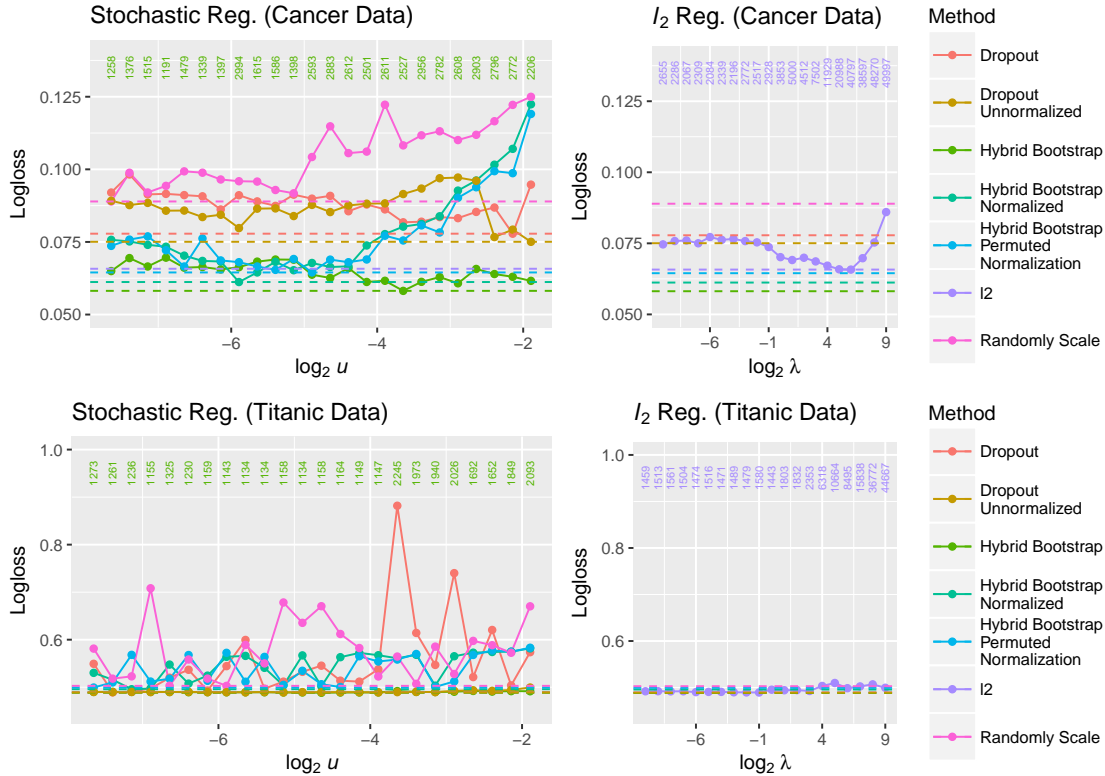 Stochastic Reg. (Cancer Data)
l2 Reg. (Cancer Data)
Method
1258 1376 1515 1191 1479 1339 1397 2994 1615 1586 1398 2593 2883 2612 2501 2611 2527 2956 2782 2608 2903 2796 2772 2206
2655 2286 2067 2309 2084 2339 2196 2772 2517 2928 3853 5000 4512 7502 11929 20988 40797 38597 48270 49997
Logloss
0.125
0.100
0.075
0.050
−6 −4 −2
log2 u
Logloss
0.125
0.100
0.075
0.050
−6 −1 4 9
log2 λ
Dropout
Dropout
Unnormalized
Hybrid Bootstrap
Hybrid Bootstrap
Normalized
Hybrid Bootstrap
Permuted
Normalization
l2
Randomly Scale
Stochastic Reg. (Titanic Data)
l2 Reg. (Titanic Data)
Method
1273 1261 1236 1155 1325 1230 1159 1143 1134 1134 1158 1134 1158 1164 1149 1147 2245 1973 1940 2026 1692 1652 1849 2093
1459 1513 1561 1504 1474 1516 1471 1489 1479 1580 1443 1803 1832 2353 6318 10664 8495 15838 36772 44667
Logloss
1.0
0.8
0.6
−6 −4 −2
log2 u
Logloss
1.0
0.8
0.6
−6 −1 4 9
log2 λ
Dropout
Dropout
Unnormalized
Hybrid Bootstrap
Hybrid Bootstrap
Normalized
Hybrid Bootstrap
Permuted
Normalization
l2
Randomly Scale